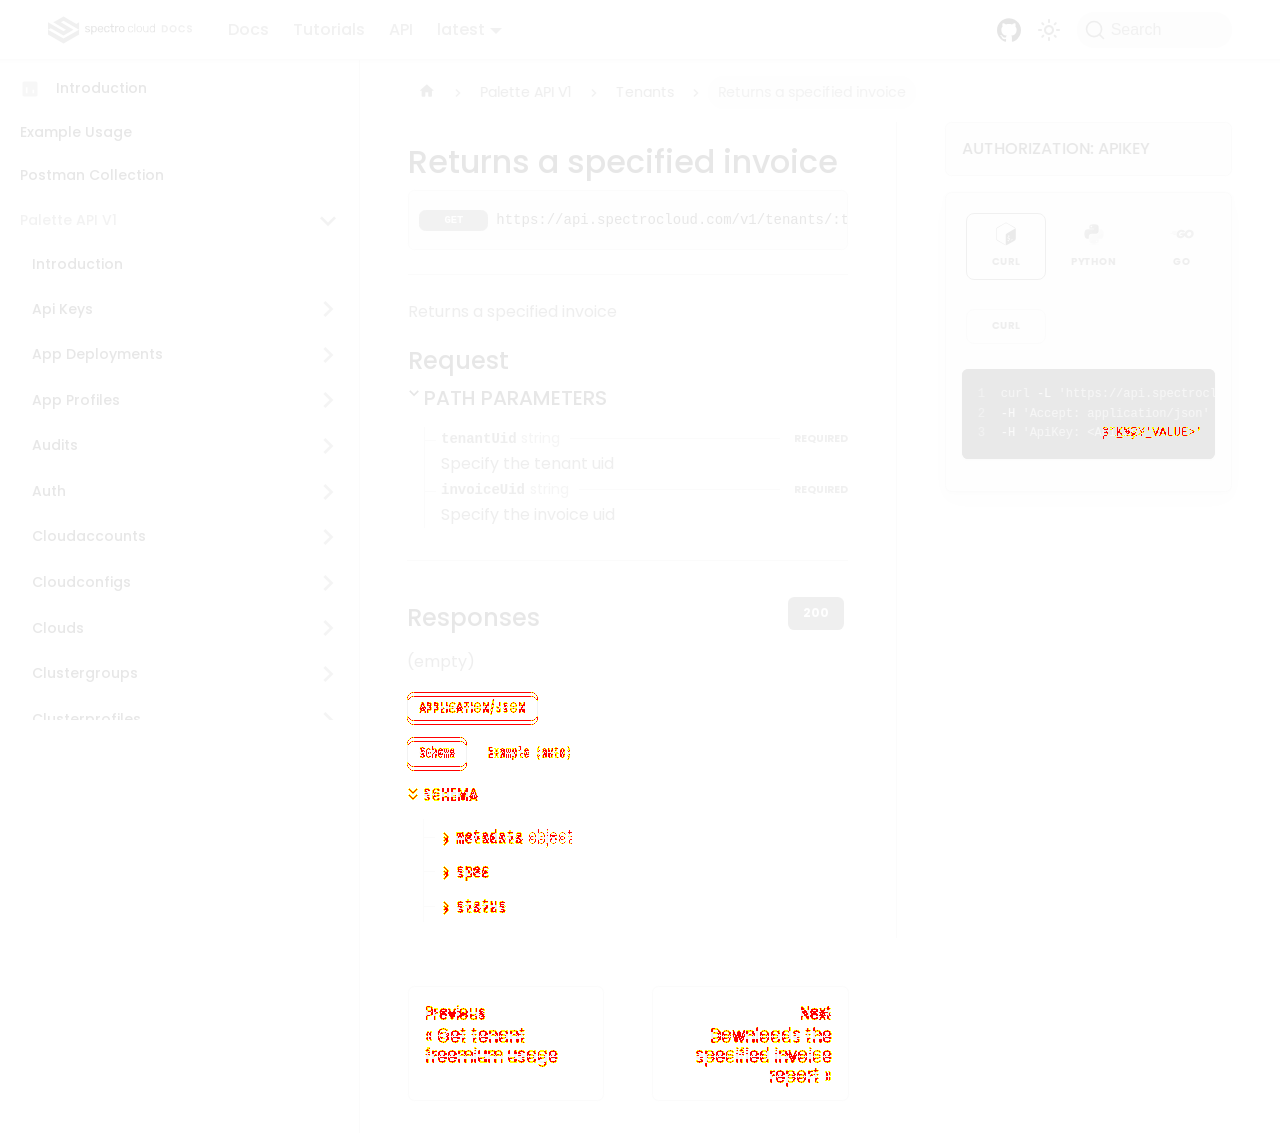 spectro cloud DOCS Docs Tutorials API latest Search
Introduction
Example Usage
Postman Collection
Palette API V1
Introduction
Api Keys
App Deployments
App Profiles
Audits
Auth
Cloudaccounts
Cloudconfigs
Clouds
Clustergroups
Clusterprofiles
Palette API V1 Tenants Returns a specified invoice
Returns a specified invoice
GET https://api.spectrocloud.com/v1/tenants/:t
Returns a specified invoice
Request
PATH PARAMETERS
tenantUid string REQUIRED
Specify the tenant uid
invoiceUid string REQUIRED
Specify the invoice uid
Responses
200
(empty)
APPLICATION/JSON
Schema Example (auto)
SCHEMA
metadata object
spec
status
Previous
« Get tenant
freemium usage
Next
Downloads the
specified invoice
report »
AUTHORIZATION: APIKEY
CURL PYTHON GO
CURL
1 curl -L 'https://api.spectrocl
2 -H 'Accept: application/json'
3 -H 'ApiKey: